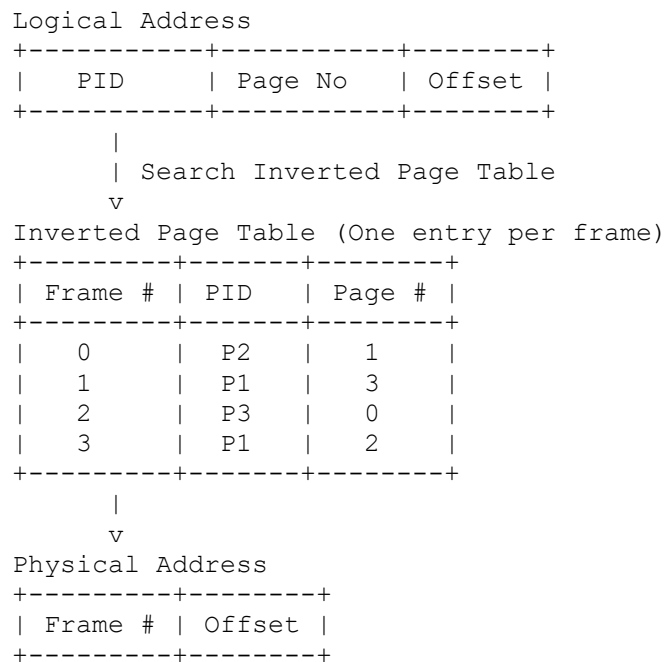 Logical Address
+-----------+-----------+--------+
|   PID     | Page No   | Offset |
+-----------+-----------+--------+
      |
      | Search Inverted Page Table
      v
Inverted Page Table (One entry per frame)
+---------+-------+--------+
| Frame # | PID   | Page # |
+---------+-------+--------+
|   0     |  P2   |  1     |
|   1     |  P1   |  3     |
|   2     |  P3   |  0     |
|   3     |  P1   |  2     |
+---------+-------+--------+
      |
      v
Physical Address
+---------+--------+
| Frame # | Offset |
+---------+--------+